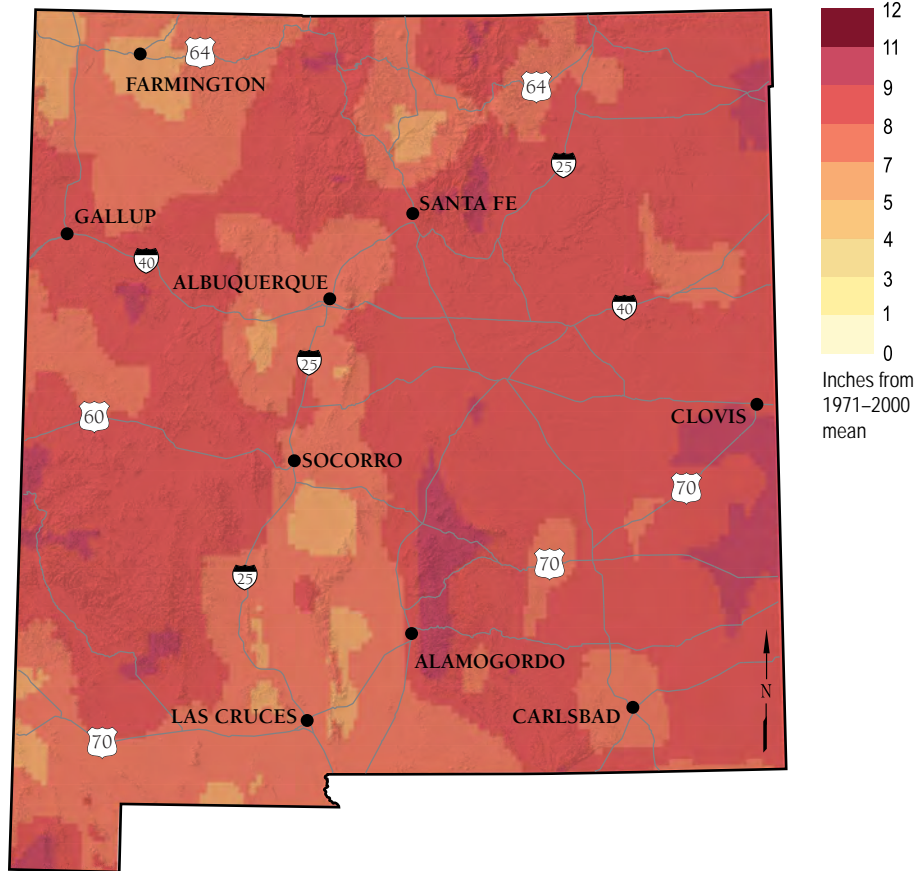 64
FARMINGTON
64
25
SANTA FE
GALLUP
40
ALBUQUERQUE
40
25
60
CLOVIS
SOCORRO
70
70
25
ALAMOGORDO
N
LAS CRUCES
CARLSBAD
70
12
11
9
8
7
5
4
3
1
0
Inches from
1971–2000
mean